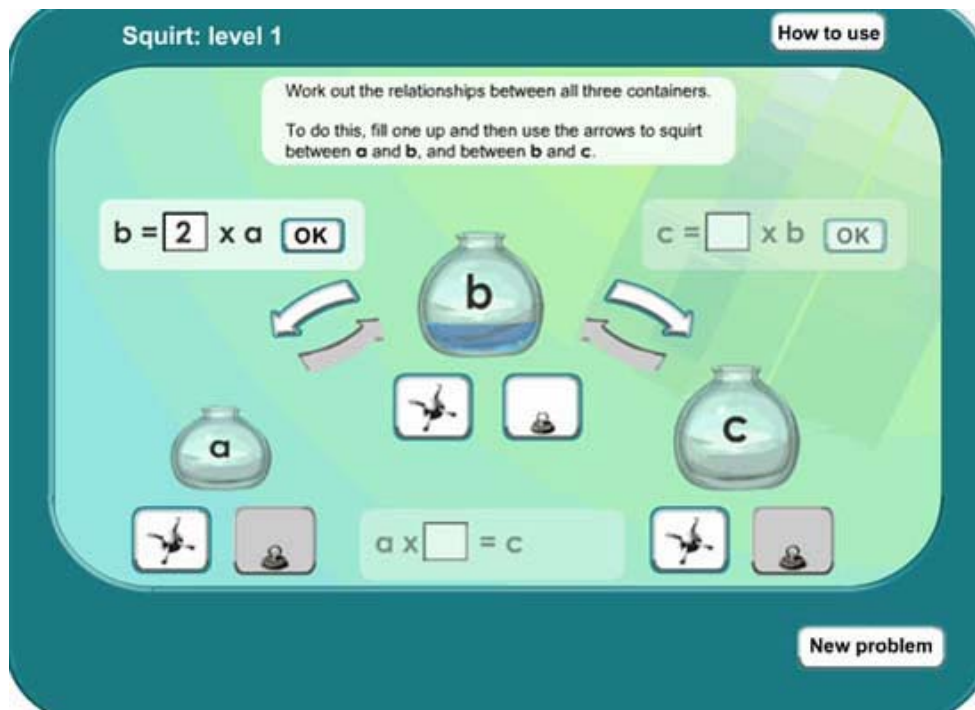 Squirt: level 1
How to use
Work out the relationships between all three containers.
To do this, fill one up and then use the arrows to squirt
between a and b, and between b and c.
b = 2 x a OK
c = x b OK
b
a
c
a x = c
New problem